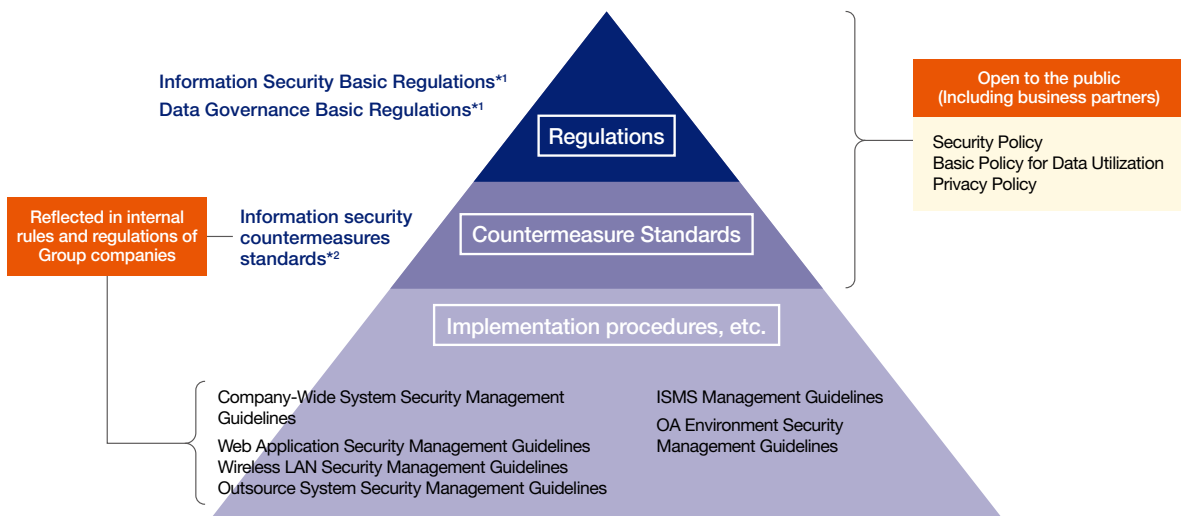 Information Security Basic Regulations*1
Data Governance Basic Regulations*1
Regulations
Open to the public
(Including business partners)
Security Policy
Basic Policy for Data Utilization
Privacy Policy
Reflected in internal
rules and regulations of
Group companies
Information security
countermeasures
standards*2
Countermeasure Standards
Implementation procedures, etc.
Company-Wide System Security Management
Guidelines
Web Application Security Management Guidelines
Wireless LAN Security Management Guidelines
Outsource System Security Management Guidelines
ISMS Management Guidelines
OA Environment Security
Management Guidelines